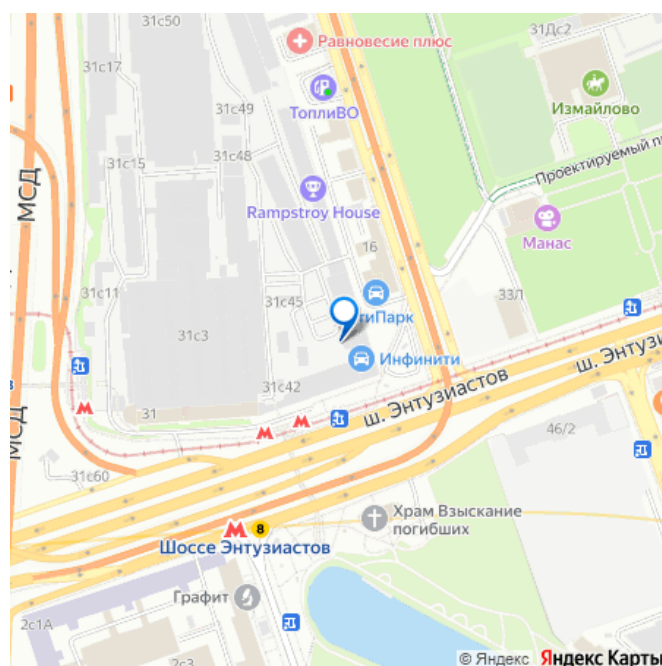 31с50
31Дс2
Равновесие плюс
31с17
Измайлово
31с49
ТоплиВО
МСД
31с15
31с48
Проектируемый п
Rampstroy House
Манас
16
31с11
31с45
33Л
тиПарк
31с3
Инфинити
ш. Энтузи
31с42
ш. Энтузиастов
31
МСД
46/2
31с60
Храм Взыскание
погибших
8
Шоссе Энтузиастов
Графит
2с1А
2с3
© Яндекс Яндекс Карты